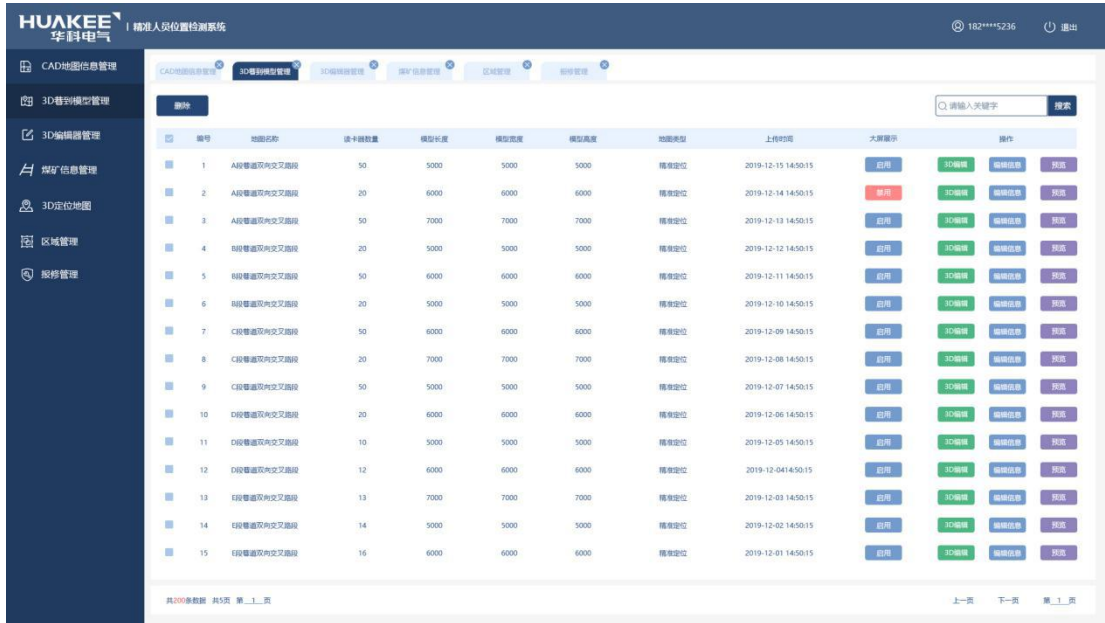 HUAKEE 华科电气 | 精准人员位置检测系统 182****5236 退出
CAD地图信息管理
3D巷到模型管理
3D编辑器管理
煤矿信息管理
3D定位地图
区域管理
报修管理
CAD地图信息管理 3D巷到模型管理 3D编辑器管理 煤矿信息管理 区域管理 报修管理
删除 请输入关键字 搜索
编号 地图名称 读卡器数量 模型长度 模型宽度 模型高度 地图类型 上传时间 大屏展示 操作
1 A段巷道双向交叉路段 50 5000 5000 5000 精准定位 2019-12-15 14:50:15 启用 3D编辑 编辑信息 预览
2 A段巷道双向交叉路段 20 6000 6000 6000 精准定位 2019-12-14 14:50:15 禁用 3D编辑 编辑信息 预览
3 A段巷道双向交叉路段 50 7000 7000 7000 精准定位 2019-12-13 14:50:15 启用 3D编辑 编辑信息 预览
4 B段巷道双向交叉路段 20 5000 5000 5000 精准定位 2019-12-12 14:50:15 启用 3D编辑 编辑信息 预览
5 B段巷道双向交叉路段 50 6000 6000 6000 精准定位 2019-12-11 14:50:15 启用 3D编辑 编辑信息 预览
6 B段巷道双向交叉路段 20 5000 5000 5000 精准定位 2019-12-10 14:50:15 启用 3D编辑 编辑信息 预览
7 C段巷道双向交叉路段 50 6000 6000 6000 精准定位 2019-12-09 14:50:15 启用 3D编辑 编辑信息 预览
8 C段巷道双向交叉路段 20 7000 7000 7000 精准定位 2019-12-08 14:50:15 启用 3D编辑 编辑信息 预览
9 C段巷道双向交叉路段 50 5000 5000 5000 精准定位 2019-12-07 14:50:15 启用 3D编辑 编辑信息 预览
10 D段巷道双向交叉路段 20 6000 6000 6000 精准定位 2019-12-06 14:50:15 启用 3D编辑 编辑信息 预览
11 D段巷道双向交叉路段 10 5000 5000 5000 精准定位 2019-12-05 14:50:15 启用 3D编辑 编辑信息 预览
12 D段巷道双向交叉路段 12 6000 6000 6000 精准定位 2019-12-0414:50:15 启用 3D编辑 编辑信息 预览
13 E段巷道双向交叉路段 13 7000 7000 7000 精准定位 2019-12-03 14:50:15 启用 3D编辑 编辑信息 预览
14 E段巷道双向交叉路段 14 5000 5000 5000 精准定位 2019-12-02 14:50:15 启用 3D编辑 编辑信息 预览
15 E段巷道双向交叉路段 16 6000 6000 6000 精准定位 2019-12-01 14:50:15 启用 3D编辑 编辑信息 预览
共200条数据 共5页 第 1 页 上一页 下一页 第 1 页